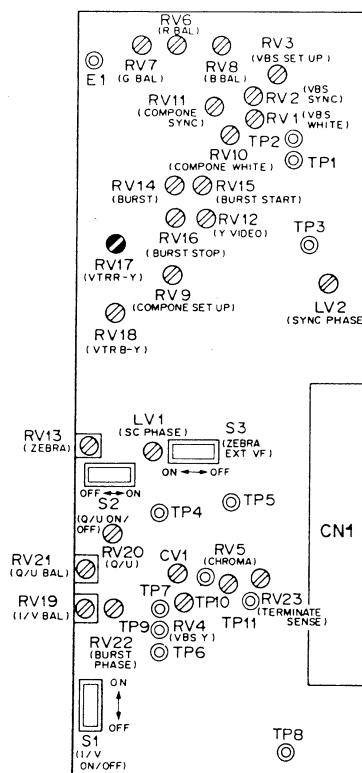 RV6
(R BAL)
RV7
(G BAL)
RV8
(B BAL)
RV3
(VBS SET UP)
E1
RV2 (VBS SYNC)
RV11
(COMPONE SYNC)
RV1 (VBS WHITE)
TP2
RV10
(COMPONE WHITE)
TP1
RV14
(BURST)
RV15
(BURST START)
RV16
(BURST STOP)
RV12
(Y VIDEO)
TP3
RV17
(VTRR-Y)
RV9
(COMPONE SET UP)
LV2
(SYNC PHASE)
RV18
(VTR B-Y)
RV13
(ZEBRA)
LV1
(SC PHASE)
S3
(ZEBRA EXT VF)
ON OFF
OFF ON
S2
(Q/U ON/OFF)
TP4
TP5
CN1
RV20
(Q/U)
RV21
(Q/U BAL)
CV1
RV5
(CHROMA)
RV19
(I/V BAL)
TP7
TP10
TP11
RV23
(TERMINATE SENSE)
RV22
(BURST PHASE)
TP9
RV4
(VBS Y)
TP6
ON
OFF
S1
(I/V ON/OFF)
TP8